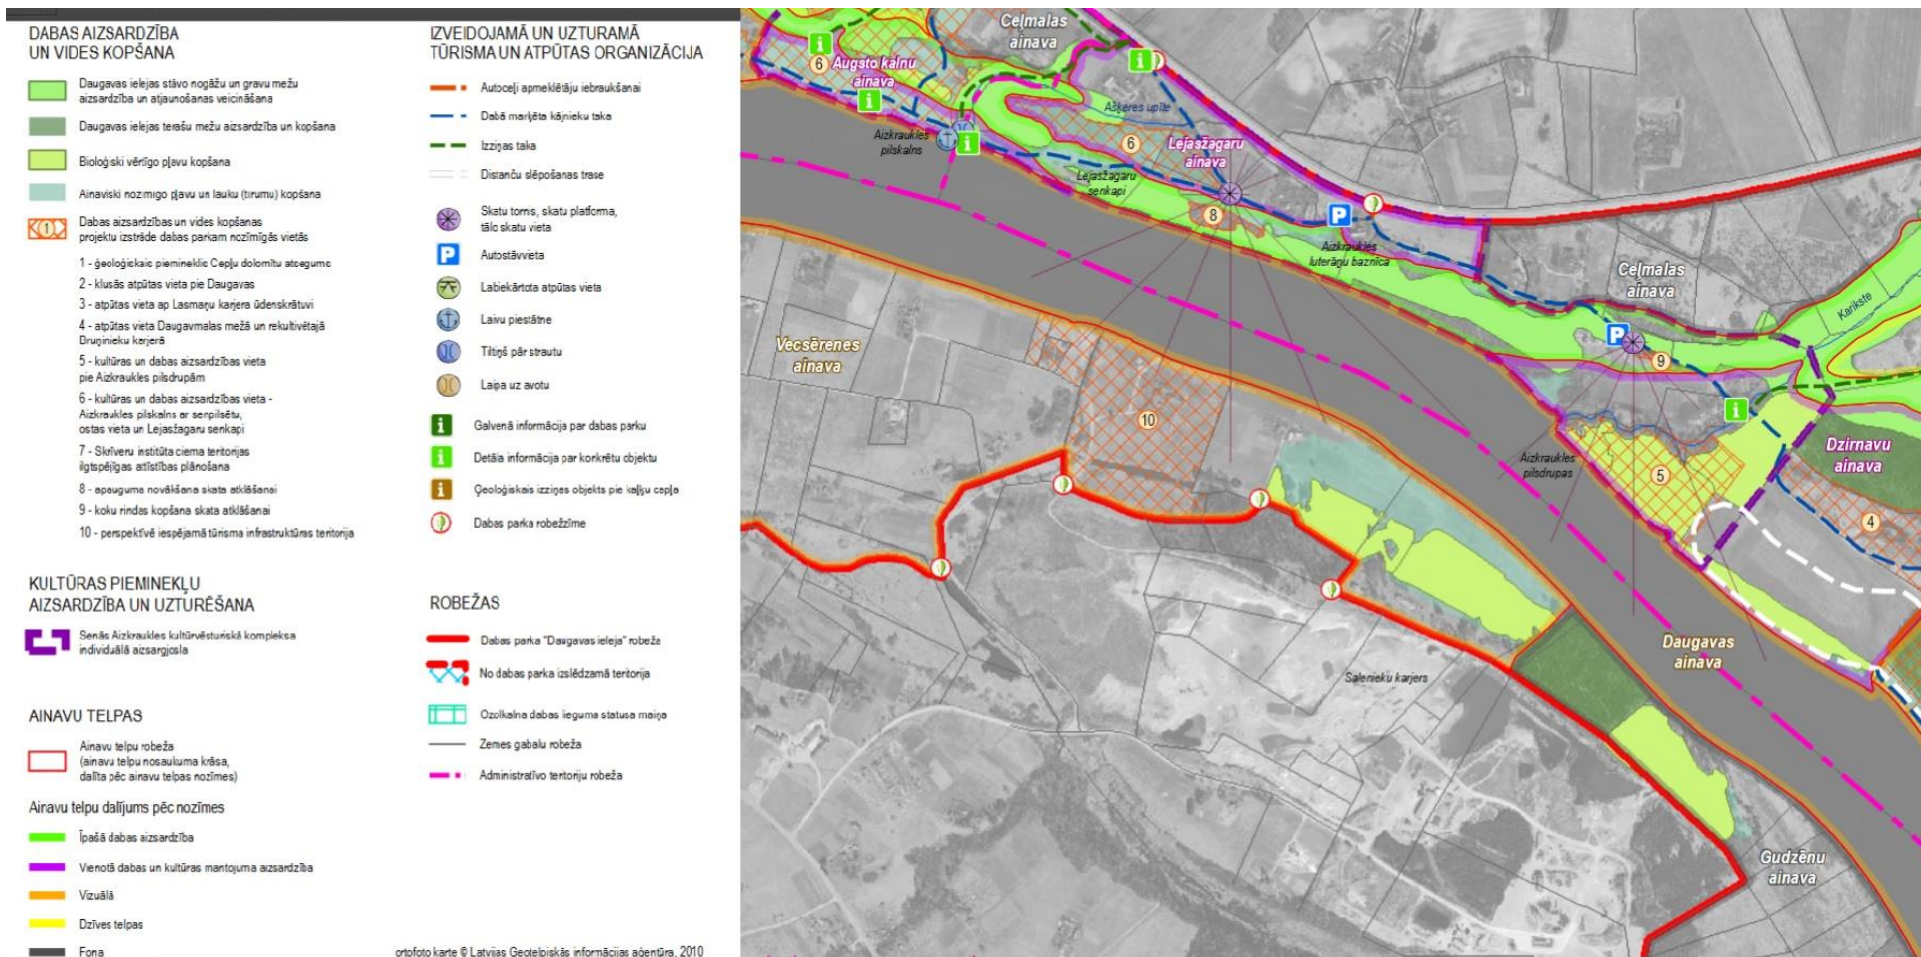 DABAS AIZSARDZĪBA
UN VIDES KOPŠANA
Daugavas ielejas stāvo nogāžu un gravu mežu
aizsardzība un atjaunošanas veicināšana
Daugavas ielejas terašu mežu aizsardzība un kopšana
Bioloģiski vērtīgo pļavu kopšana
Ainaviski nozīmīgo pļavu un lauku (tīrumu) kopšana
1
Dabas aizsardzības un vides kopšanas
projektu izstrāde dabas parkam nozīmīgās vietās
1 - ģeoloģiskais piemineklis Cepļu dolomītu atsegums
2 - klusās atpūtas vieta pie Daugavas
3 - atpūtas vieta ap Lasmaņu karjera ūdenskrātuvi
4 - atpūtas vieta Daugavmalas mežā un rekultivētajā
Druņinieku karjerā
5 - kultūras un dabas aizsardzības vieta
pie Aizkraukles pilsdrupām
6 - kultūras un dabas aizsardzības vieta -
Aizkraukles pilskalns ar senpilsētu,
ostas vieta un Lejasžagaru senkapi
7 - Skrīveru institūta ciema teritorijas
ilgtspējīgas attīstības plānošana
8 - apauguma novākšana skata atklāšanai
9 - koku rindas kopšana skata atklāšanai
10 - perspektīvē iespējamā tūrisma infrastruktūras teritorija
KULTŪRAS PIEMINEKĻU
AIZSARDZĪBA UN UZTURĒŠANA
Senās Aizkraukles kultūrvēsturiskā kompleksa
individuālā aizsargjosla
AINAVU TELPAS
Ainavu telpu robeža
(ainavu telpu nosaukuma krāsa,
dalīta pēc ainavu telpas nozīmes)
Ainavu telpu dalījums pēc nozīmes
Īpašā dabas aizsardzība
Vienotā dabas un kultūras mantojuma aizsardzība
Vizuālā
Dzīves telpas
Fona
IZVEIDOJAMĀ UN UZTURAMĀ
TŪRISMA UN ATPŪTAS ORGANIZĀCIJA
Autoceļi apmeklētāju iebraukšanai
Dabā marķēta kājnieku taka
Izziņas taka
Distanču slēpošanas trase
Skatu tornis, skatu platforma,
tālo skatu vieta
P
Autostāvvieta
Labiekārtota atpūtas vieta
Laivu piestātne
Tiltiņš pār strautu
Laipa uz avotu
i
Galvenā informācija par dabas parku
i
Detāla informācija par konkrētu objektu
i
Ģeoloģiskais izziņas objekts pie kaļķu cepļa
Dabas parka robežzīme
ROBEŽAS
Dabas parka "Daugavas ieleja" robeža
No dabas parka izslēdzamā teritorija
Ozolkalna dabas lieguma statusa maiņa
Zemes gabalu robeža
Administratīvo teritoriju robeža
ortofoto karte © Latvijas Ģeotelpiskās informācijas aģentūra, 2010
Ceļmalas
ainava
i
6
Augsto kalnu
ainava
i
i
Aizkraukles
pilskalns
i
Aškeres upīte
6
Lejasžagaru
ainava
Lejasžagaru
senkapi
8
P
Aizkraukles
luterāņu baznīca
Ceļmalas
ainava
Karikste
P
9
i
Vecsērenes
ainava
10
Aizkraukles
pilsdrupas
5
Dzirnavu
ainava
4
Daugavas
ainava
Salenieku karjers
Gudzēnu
ainava